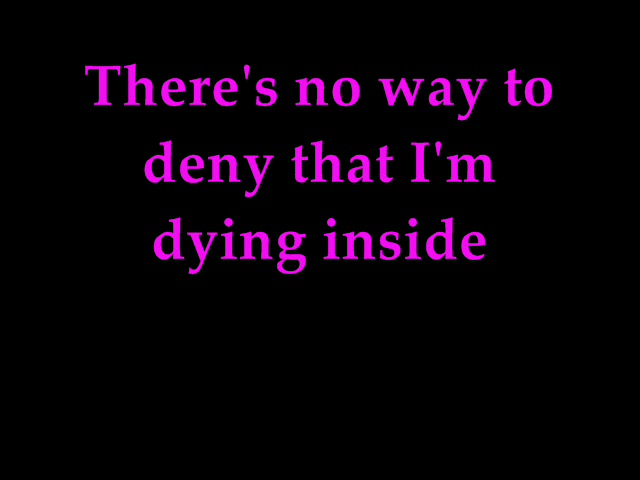 There's no way to
deny that I'm
dying inside